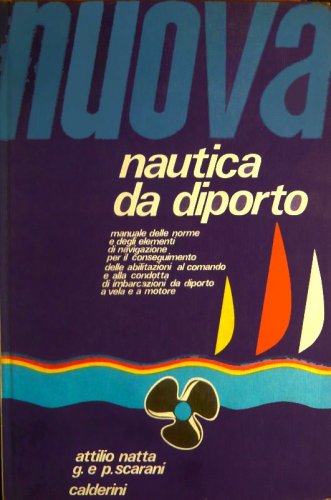 nuova
nautica
da diporto
manuale delle norme
e degli elementi
di navigazione
per il conseguimento
delle abilitazioni al comando
e alla condotta
di imbarcazioni da diporto
a vela e a motore
attilio natta
g. e p. scarani
calderini